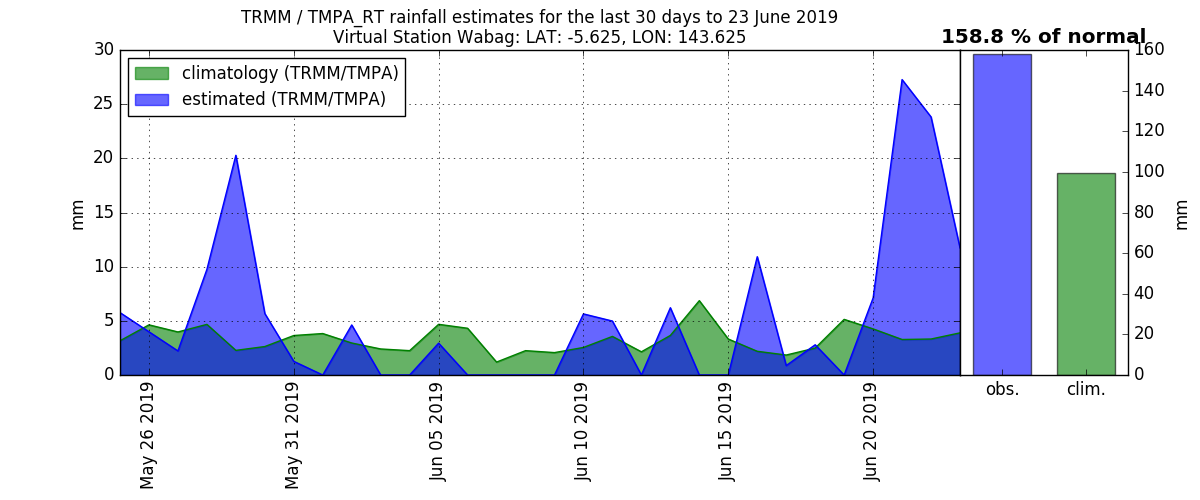 TRMM / TMPA_RT rainfall estimates for the last 30 days to 23 June 2019
Virtual Station Wabag: LAT: -5.625, LON: 143.625
158.8 % of normal
climatology (TRMM/TMPA)
estimated (TRMM/TMPA)
30
25
20
15
10
5
0
mm
May 26 2019
May 31 2019
Jun 05 2019
Jun 10 2019
Jun 15 2019
Jun 20 2019
160
140
120
100
80
60
40
20
0
mm
obs.
clim.